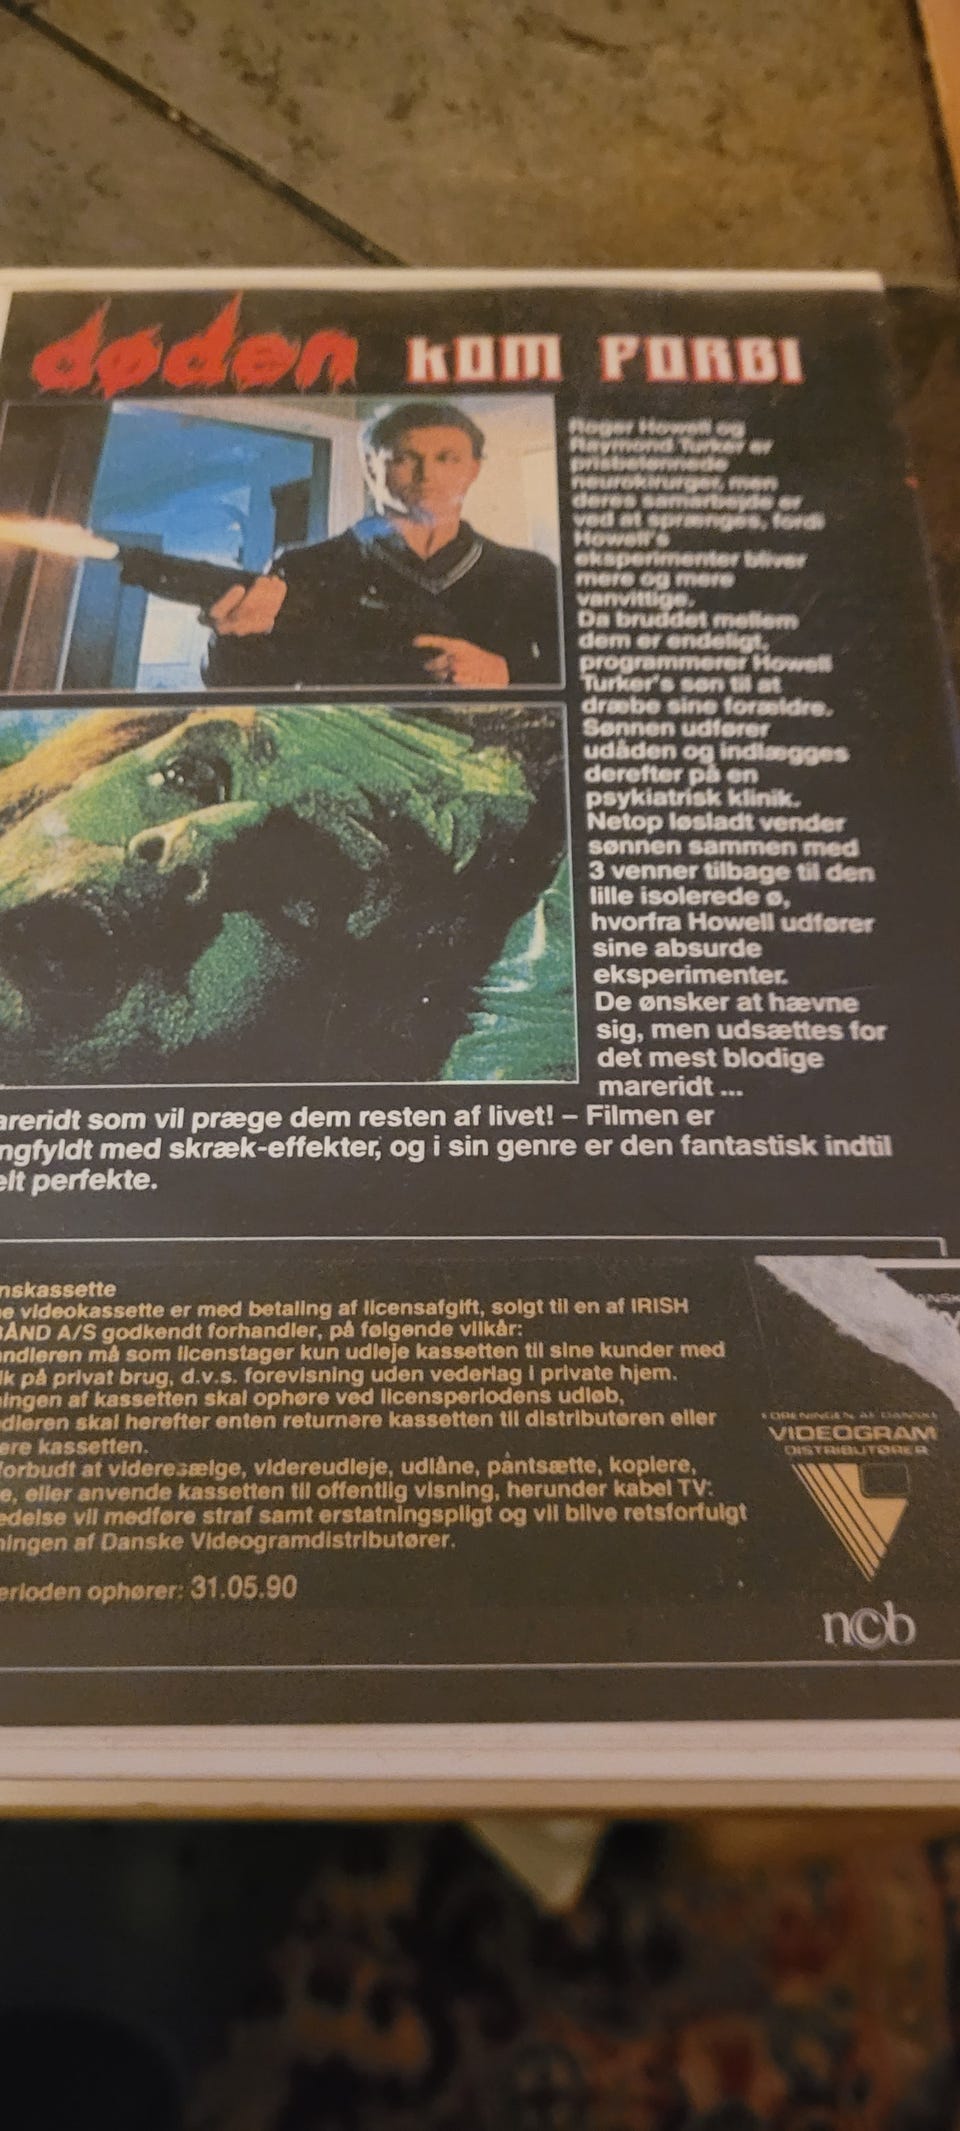 døden KOM FORBI
Roger Howell og
Raymond Turker er
prisbelønnede
neurokirurger, men
deres samarbejde er
ved at sprænges, fordi
Howell's
eksperimenter bliver
mere og mere
vanvittige.
Da bruddet mellem
dem er endeligt,
programmerer Howell
Turker's søn til at
dræbe sine forældre.
Sønnen udfører
udåden og indlægges
derefter på en
psykiatrisk klinik.
Netop løsladt vender
sønnen sammen med
3 venner tilbage til den
lille isolerede ø,
hvorfra Howell udfører
sine absurde
eksperimenter.
De ønsker at hævne
sig, men udsættes for
det mest blodige
mareridt ...
areridt som vil præge dem resten af livet! – Filmen er
ngfyldt med skræk-effekter, og i sin genre er den fantastisk indtil
elt perfekte.
nskassette
e videokassette er med betaling af licensafgift, solgt til en af IRISH
BÅND A/S godkendt forhandler, på følgende vilkår:
andleren må som licenstager kun udleje kassetten til sine kunder med
ik på privat brug, d.v.s. forevisning uden vederlag i private hjem.
ningen af kassetten skal ophøre ved licensperiodens udløb,
dleren skal herefter enten returnere kassetten til distributøren eller
ere kassetten.
forbudt at videresælge, videreudleje, udlåne, pantsætte, kopiere,
e, eller anvende kassetten til offentlig visning, herunder kabel TV.
edelse vil medføre straf samt erstatningspligt og vil blive retsforfulgt
ningen af Danske Videogramdistributører.
erioden ophører: 31.05.90
FORENINGEN AF DANSKE
VIDEOGRAM
DISTRIBUTØRER
n©b